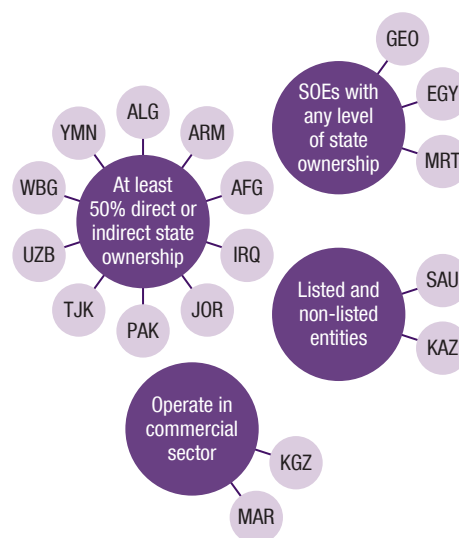 GEO
SOEs with
any level
of state
ownership
EGY
MRT
ALG
YMN
ARM
WBG
At least
50% direct or
indirect state
ownership
AFG
UZB
IRQ
TJK
PAK
JOR
Listed and
non-listed
entities
SAU
KAZ
Operate in
commercial
sector
KGZ
MAR